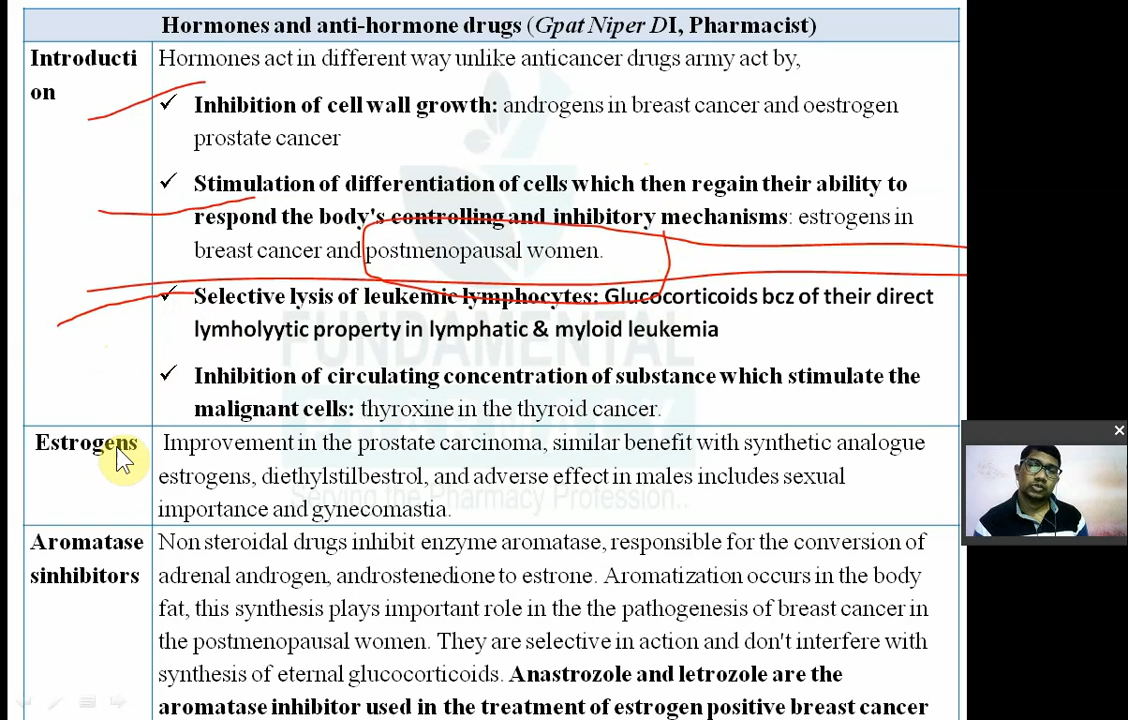 Hormones and anti-hormone drugs (Gpat Niper DI, Pharmacist)
Introducti
on
Hormones act in different way unlike anticancer drugs army act by,
✓ Inhibition of cell wall growth: androgens in breast cancer and oestrogen
prostate cancer
✓ Stimulation of differentiation of cells which then regain their ability to
respond the body's controlling and inhibitory mechanisms: estrogens in
breast cancer and postmenopausal women.
✓ Selective lysis of leukemic lymphocytes: Glucocorticoids bcz of their direct
lymholyytic property in lymphatic & myloid leukemia
✓ Inhibition of circulating concentration of substance which stimulate the
malignant cells: thyroxine in the thyroid cancer.
Estrogens
Improvement in the prostate carcinoma, similar benefit with synthetic analogue
estrogens, diethylstilbestrol, and adverse effect in males includes sexual
importance and gynecomastia.
Aromatase
sinhibitors
Non steroidal drugs inhibit enzyme aromatase, responsible for the conversion of
adrenal androgen, androstenedione to estrone. Aromatization occurs in the body
fat, this synthesis plays important role in the the pathogenesis of breast cancer in
the postmenopausal women. They are selective in action and don't interfere with
synthesis of eternal glucocorticoids. Anastrozole and letrozole are the
aromatase inhibitor used in the treatment of estrogen positive breast cancer
FUNDAMENTAL
PHARMACY
Serving the Pharmacy Profession..